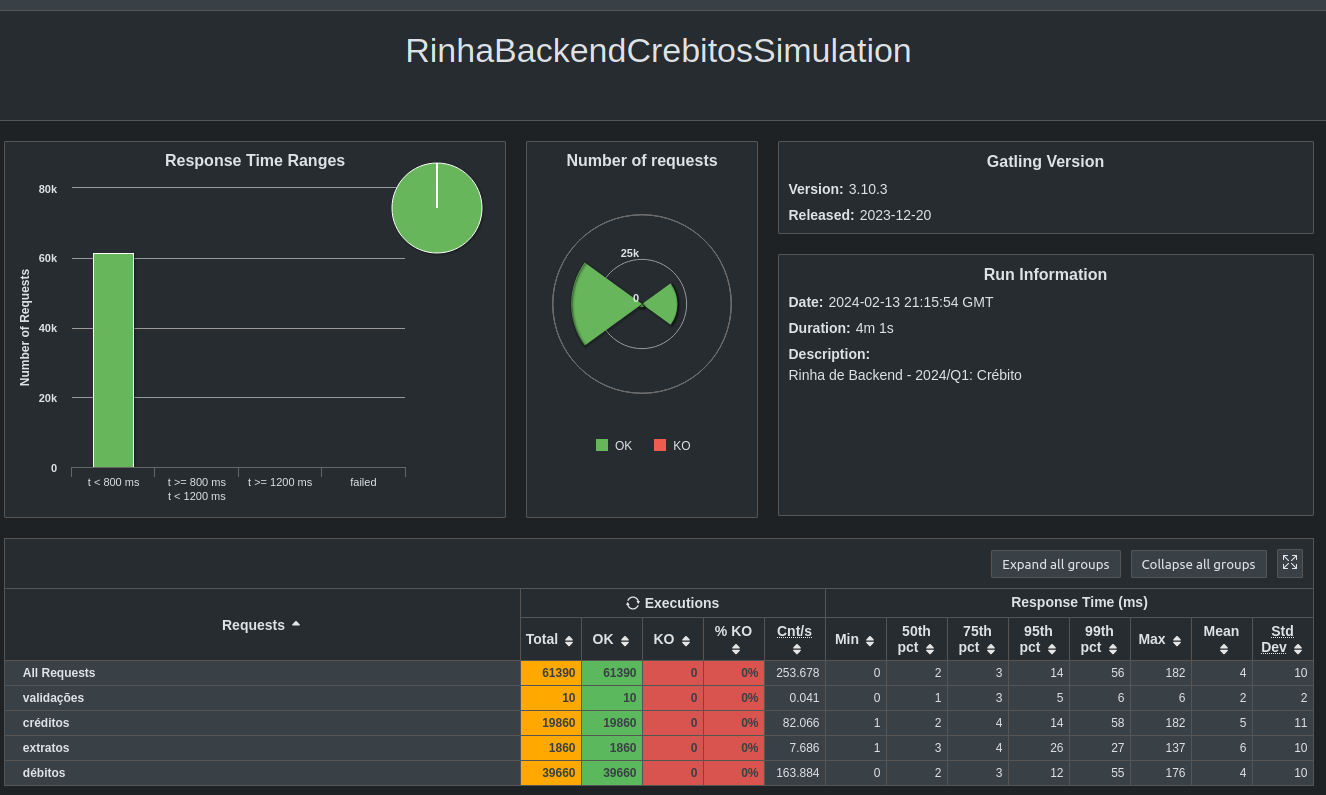 RinhaBackendCrebitosSimulation
Response Time Ranges
80k
60k
40k
20k
0
Number of Requests
t < 800 ms
t >= 800 ms
t < 1200 ms
t >= 1200 ms
failed
Number of requests
25k
0
OK
KO
Gatling Version
Version: 3.10.3
Released: 2023-12-20
Run Information
Date: 2024-02-13 21:15:54 GMT
Duration: 4m 1s
Description:
Rinha de Backend - 2024/Q1: Crébito
Expand all groups Collapse all groups
Requests Executions Response Time (ms)
Total OK KO % KO Cnt/s Min 50th pct 75th pct 95th pct 99th pct Max Mean Std Dev
All Requests 61390 61390 0 0% 253.678 0 2 3 14 56 182 4 10
validações 10 10 0 0% 0.041 0 1 3 5 6 6 2 2
créditos 19860 19860 0 0% 82.066 1 2 4 14 58 182 5 11
extratos 1860 1860 0 0% 7.686 1 3 4 26 27 137 6 10
débitos 39660 39660 0 0% 163.884 0 2 3 12 55 176 4 10